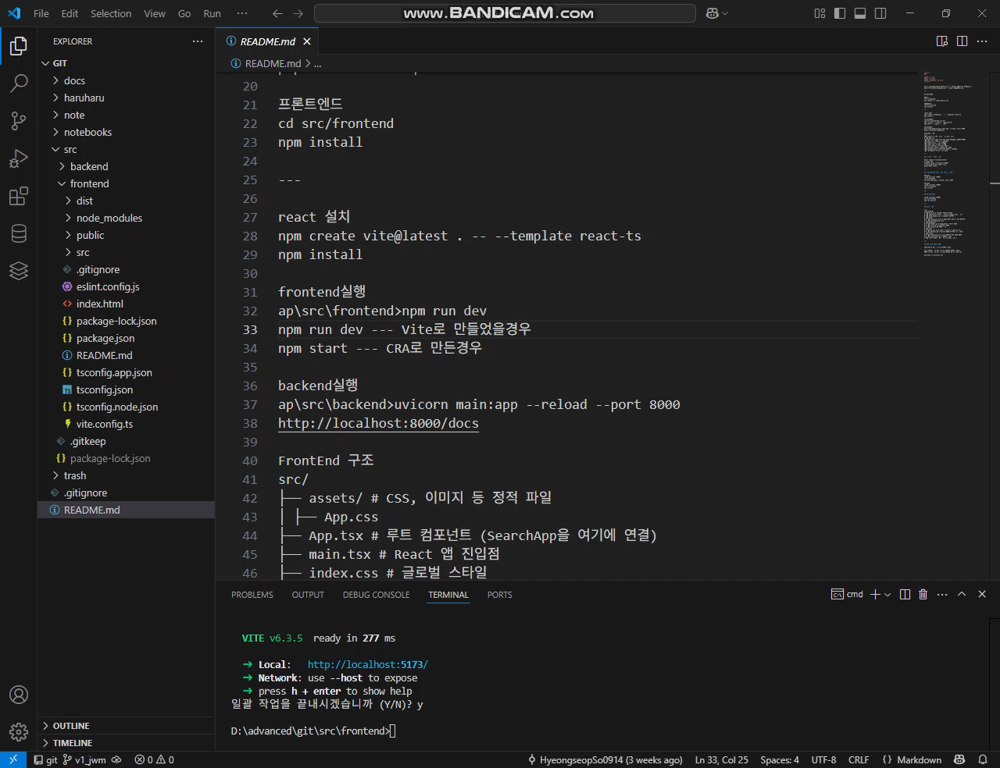 File Edit Selection View Go Run ···
www.BANDICAM.com
EXPLORER
GIT
docs
haruharu
note
notebooks
src
backend
frontend
dist
node_modules
public
src
.gitignore
eslint.config.js
index.html
package-lock.json
package.json
README.md
tsconfig.app.json
tsconfig.json
tsconfig.node.json
vite.config.ts
.gitkeep
package-lock.json
trash
.gitignore
README.md
OUTLINE
TIMELINE
README.md
README.md > ...
20
21 프론트엔드
22 cd src/frontend
23 npm install
24
25 ---
26
27 react 설치
28 npm create vite@latest . -- --template react-ts
29 npm install
30
31 frontend실행
32 ap\src\frontend>npm run dev
33 npm run dev --- Vite로 만들었을경우
34 npm start --- CRA로 만든경우
35
36 backend실행
37 ap\src\backend>uvicorn main:app --reload --port 8000
38 http://localhost:8000/docs
39
40 FrontEnd 구조
41 src/
42 ├── assets/ # CSS, 이미지 등 정적 파일
43 │ ├── App.css
44 ├── App.tsx # 루트 컴포넌트 (SearchApp을 여기에 연결)
45 ├── main.tsx # React 앱 진입점
46 ├── index.css # 글로벌 스타일
PROBLEMS OUTPUT DEBUG CONSOLE TERMINAL PORTS
cmd
VITE v6.3.5 ready in 277 ms
➜ Local: http://localhost:5173/
➜ Network: use --host to expose
➜ press h + enter to show help
일괄 작업을 끝내시겠습니까 (Y/N)? y
D:\advanced\git\src\frontend>
git v1_jwm 0 0 HyeongseopSo0914 (3 weeks ago) Ln 33, Col 25 Spaces: 4 UTF-8 CRLF {} Markdown